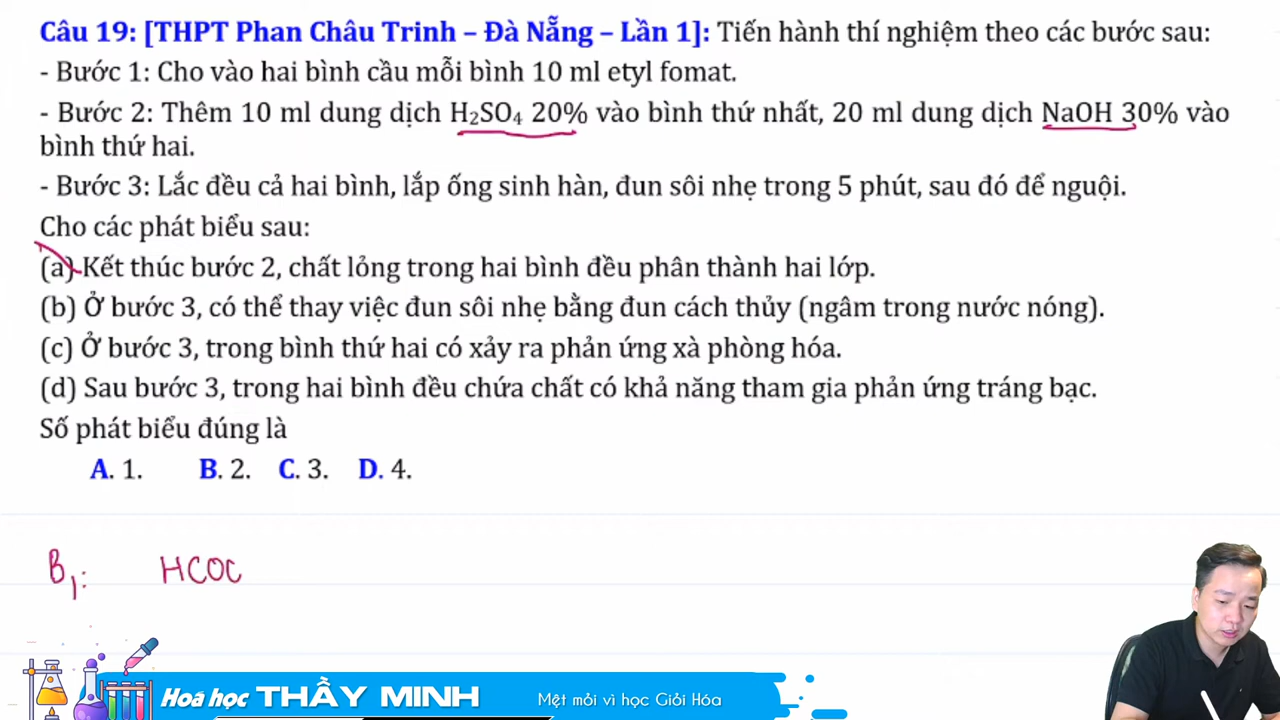 Câu 19: [THPT Phan Châu Trinh – Đà Nẵng – Lần 1]: Tiến hành thí nghiệm theo các bước sau:
- Bước 1: Cho vào hai bình cầu mỗi bình 10 ml etyl fomat.
- Bước 2: Thêm 10 ml dung dịch H₂SO₄ 20% vào bình thứ nhất, 20 ml dung dịch NaOH 30% vào
bình thứ hai.
- Bước 3: Lắc đều cả hai bình, lắp ống sinh hàn, đun sôi nhẹ trong 5 phút, sau đó để nguội.
Cho các phát biểu sau:
(a) Kết thúc bước 2, chất lỏng trong hai bình đều phân thành hai lớp.
(b) Ở bước 3, có thể thay việc đun sôi nhẹ bằng đun cách thủy (ngâm trong nước nóng).
(c) Ở bước 3, trong bình thứ hai có xảy ra phản ứng xà phòng hóa.
(d) Sau bước 3, trong hai bình đều chứa chất có khả năng tham gia phản ứng tráng bạc.
Số phát biểu đúng là
A. 1. B. 2. C. 3. D. 4.
B₁: HCOC
Hoá học THẦY MINH Mệt mỏi vì học Giỏi Hóa